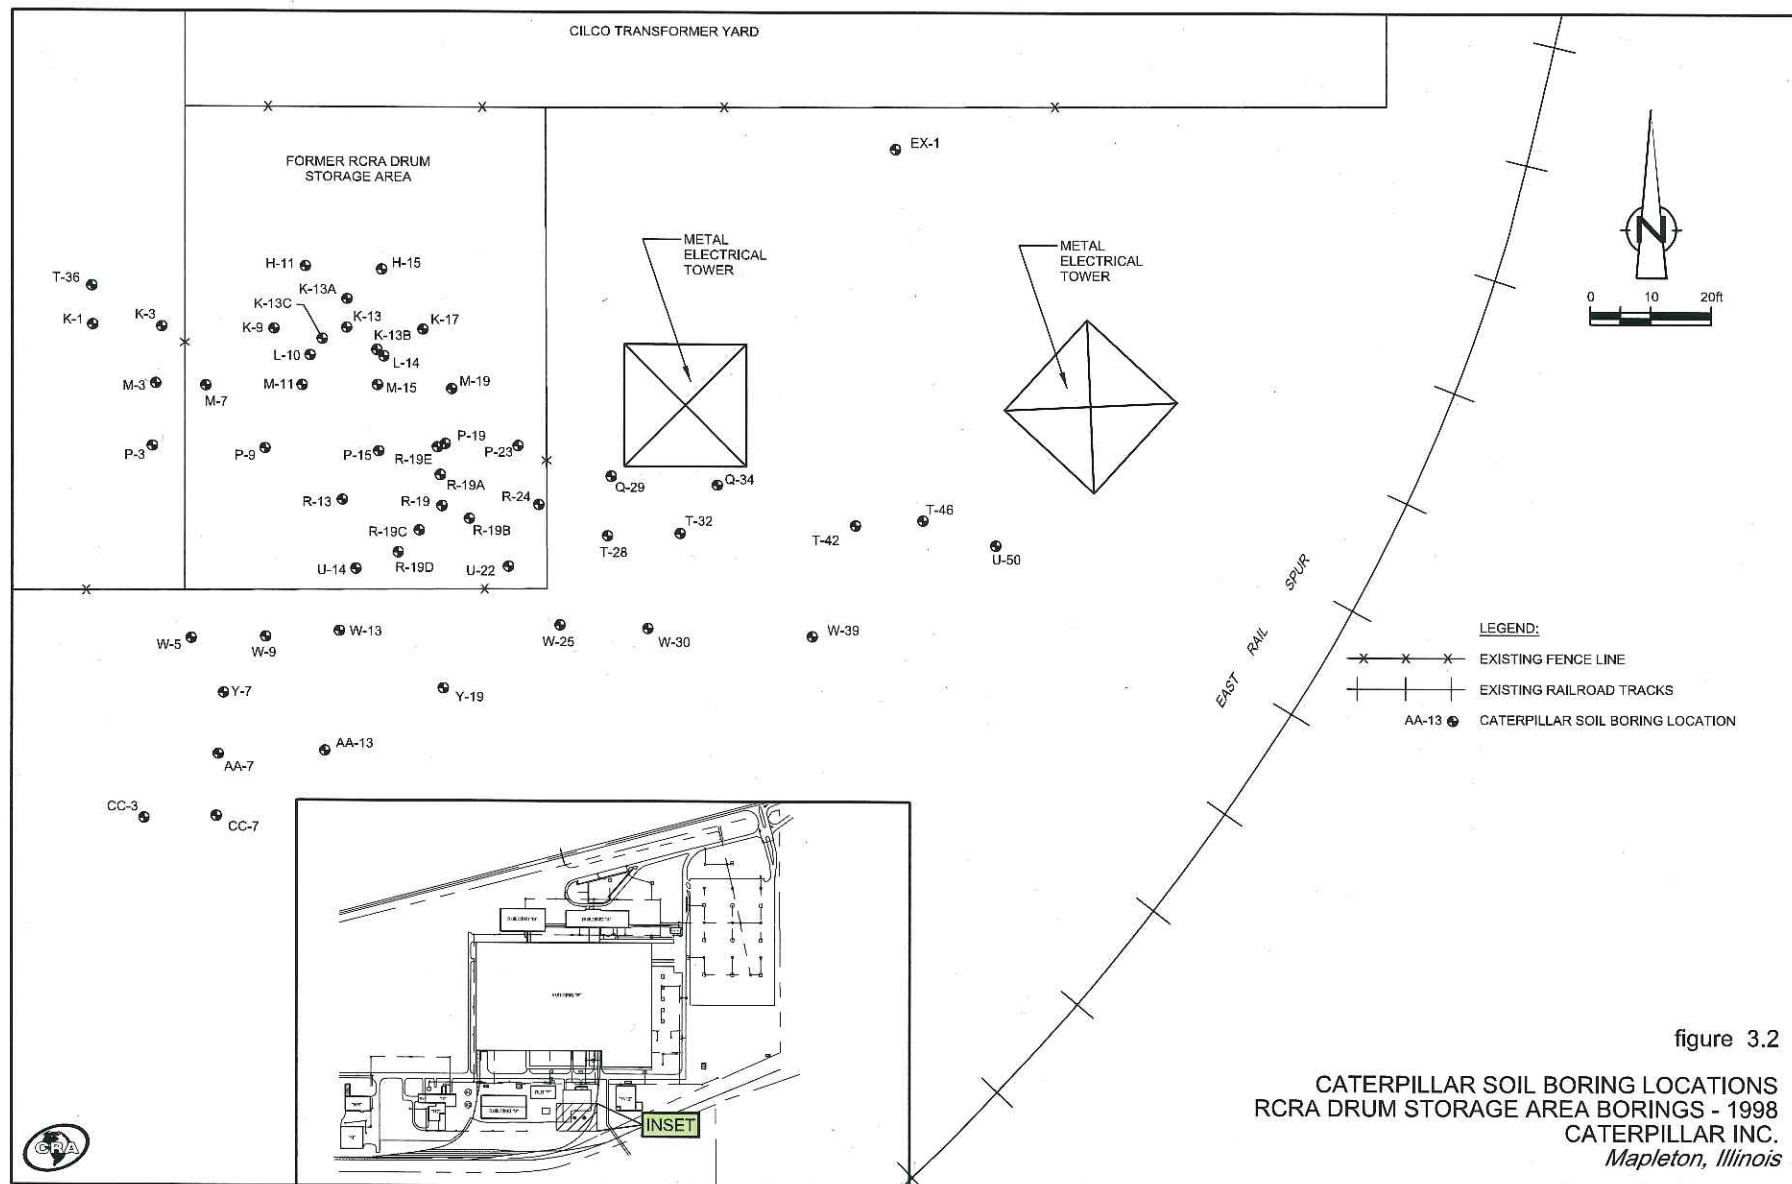 CILCO TRANSFORMER YARD
EX-1
FORMER RCRA DRUM
STORAGE AREA
METAL
ELECTRICAL
TOWER
METAL
ELECTRICAL
TOWER
N
0 10 20ft
H-11
H-15
T-36
K-13A
K-13C
K-1
K-3
K-9
K-13
K-17
K-13B
L-10
L-14
M-3
M-7
M-11
M-15
M-19
P-3
P-9
P-15
P-19
R-19E
P-23
R-19A
Q-29
Q-34
R-13
R-19
R-24
R-19C
R-19B
T-28
T-32
T-42
T-46
U-50
U-14
R-19D
U-22
W-5
W-9
W-13
W-25
W-30
W-39
Y-7
Y-19
AA-7
AA-13
CC-3
CC-7
EAST RAIL SPUR
LEGEND:
EXISTING FENCE LINE
EXISTING RAILROAD TRACKS
AA-13 CATERPILLAR SOIL BORING LOCATION
INSET
CRA
figure 3.2
CATERPILLAR SOIL BORING LOCATIONS
RCRA DRUM STORAGE AREA BORINGS - 1998
CATERPILLAR INC.
Mapleton, Illinois